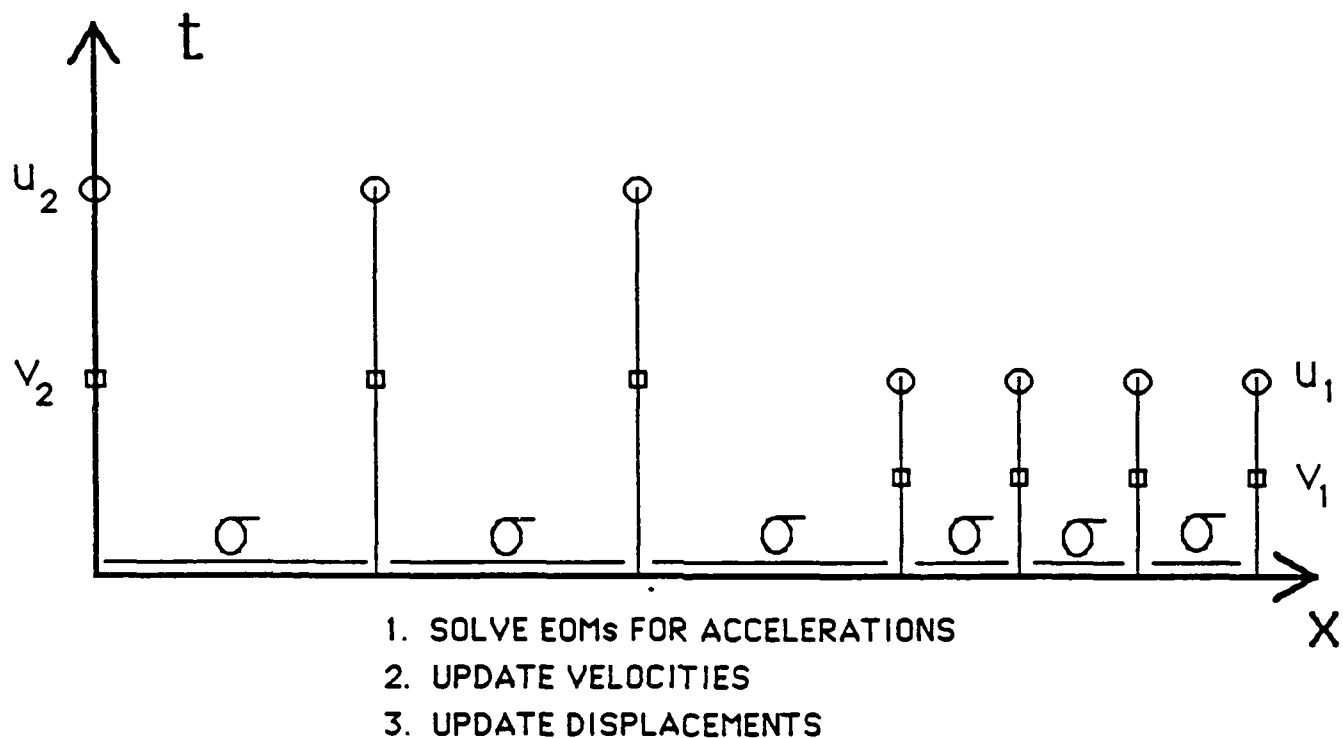 t
u₂
v₂
u₁
v₁
σ σ σ σ σ σ
x
1. SOLVE EOMs FOR ACCELERATIONS
2. UPDATE VELOCITIES
3. UPDATE DISPLACEMENTS